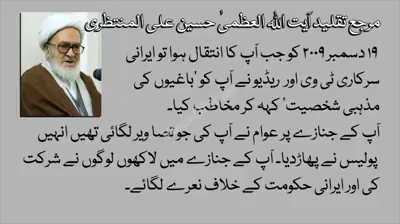 مرجع تقلید آیت اللہ العظمیٰ حسین علی المنتظری
۱۹ دسمبر ۲۰۰۹ کو جب آپ کا انتقال ہوا تو ایرانی
سرکاری ٹی وی اور ریڈیو نے آپ کو 'باغیوں کی
مذہبی شخصیت' کہہ کر مخاطب کیا۔
آپ کے جنازے پر عوام نے آپ کی جو تصاویر لگائی تھیں انہیں
پولیس نے پھاڑ دیا۔ آپ کے جنازے میں لاکھوں لوگوں نے شرکت
کی اور ایرانی حکومت کے خلاف نعرے لگائے۔